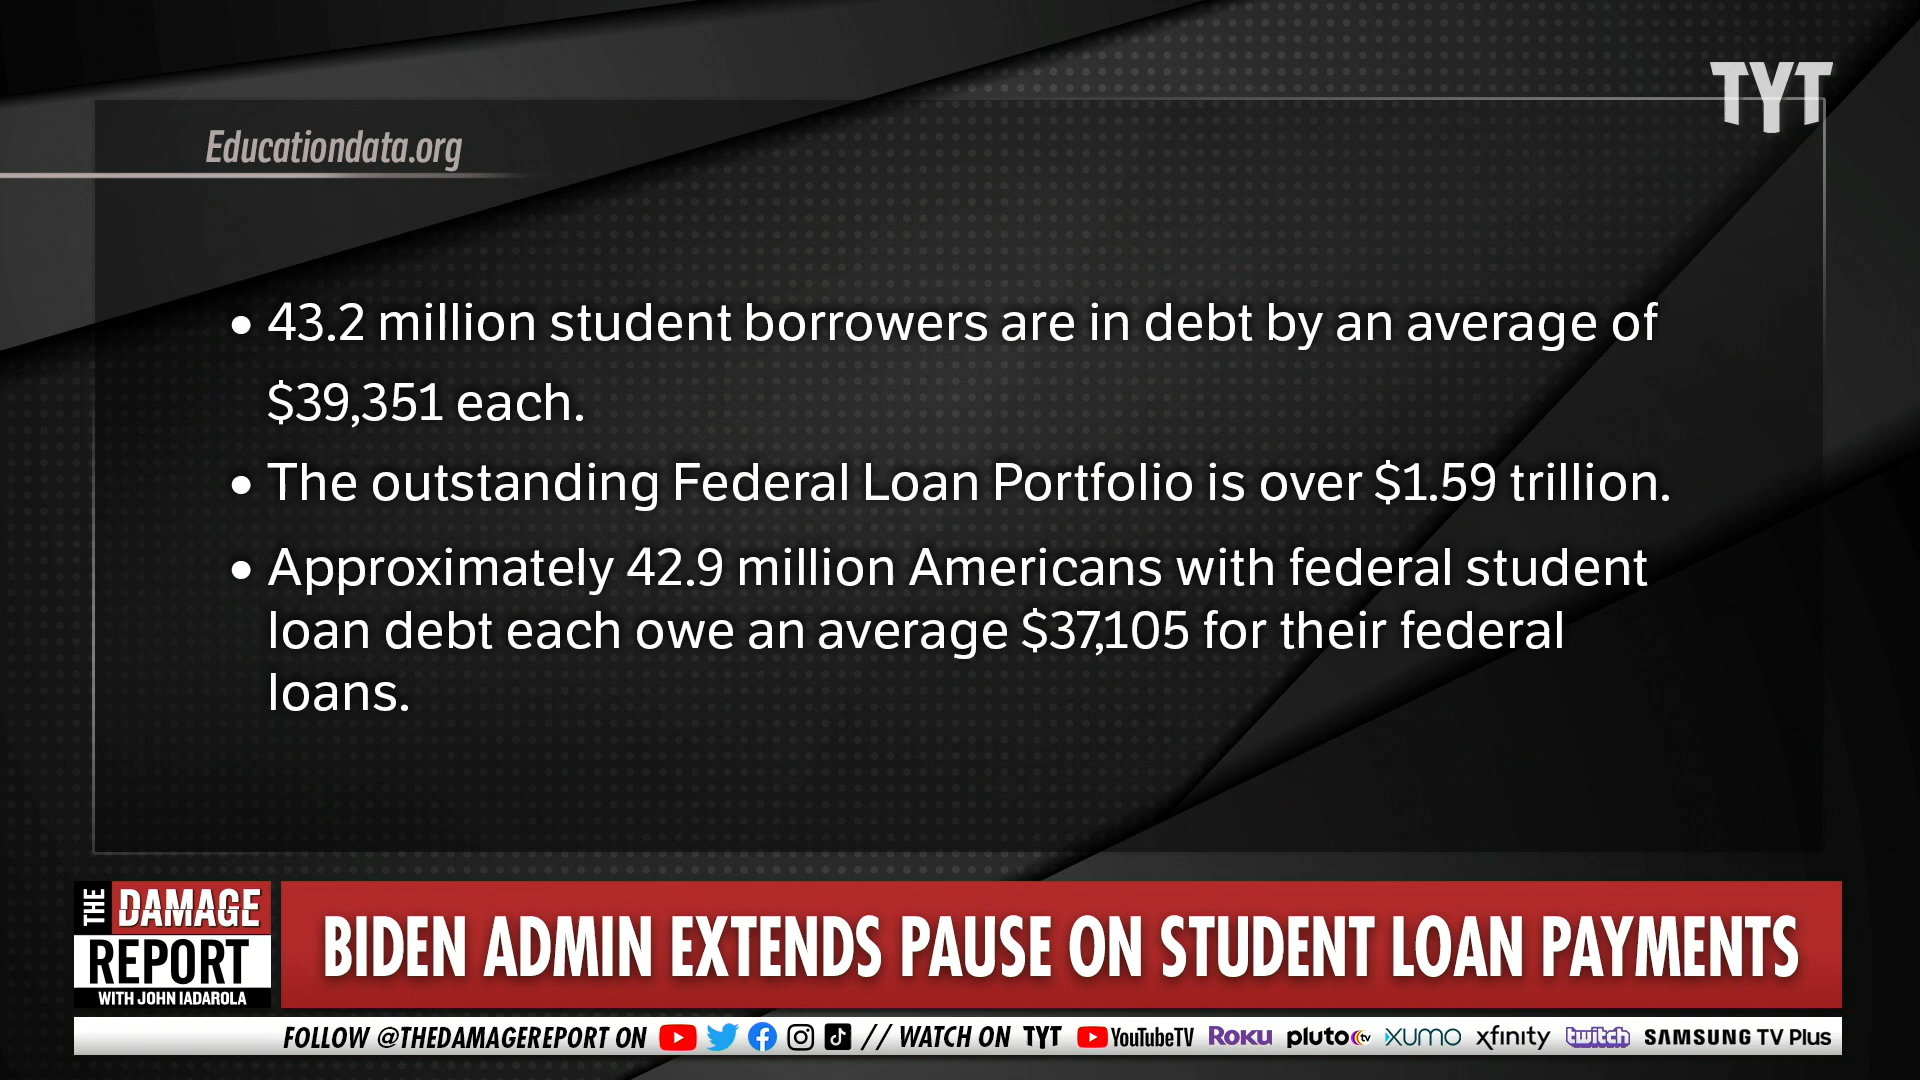 TYT
Educationdata.org
• 43.2 million student borrowers are in debt by an average of
$39,351 each.
• The outstanding Federal Loan Portfolio is over $1.59 trillion.
• Approximately 42.9 million Americans with federal student
loan debt each owe an average $37,105 for their federal
loans.
THE DAMAGE
REPORT
WITH JOHN IADAROLA
BIDEN ADMIN EXTENDS PAUSE ON STUDENT LOAN PAYMENTS
FOLLOW @THEDAMAGEREPORT ON // WATCH ON TYT YouTubeTV ROKU pluto tv XUMO xfinity twitch SAMSUNG TV Plus